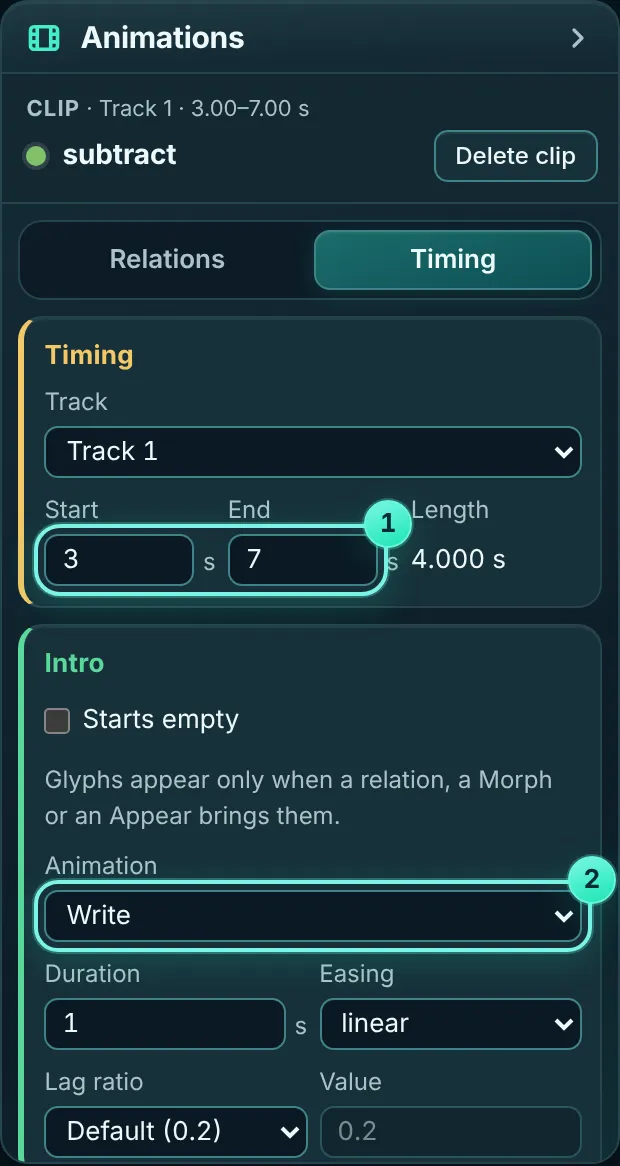 Animations
CLIP · Track 1 · 3.00–7.00 s
subtract
Delete clip
Relations
Timing
Timing
Track
Track 1
Start
End
Length
1
3
s
7
s
4.000 s
Intro
Starts empty
Glyphs appear only when a relation, a Morph
or an Appear brings them.
Animation
2
Write
Duration
Easing
1
s
linear
Lag ratio
Value
Default (0.2)
0.2